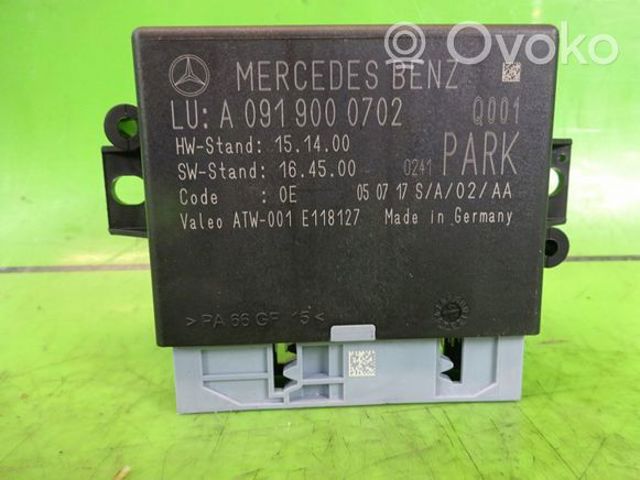 Ovoko
MERCEDES BENZ
LU: A 091 900 0702 Q001
HW-Stand: 15.14.00
SW-Stand: 16.45.00 0241 PARK
Code : 0E 05 07 17 S/A/02/AA
Valeo ATW-001 E118127 Made in Germany
>PA 66 GF 15<